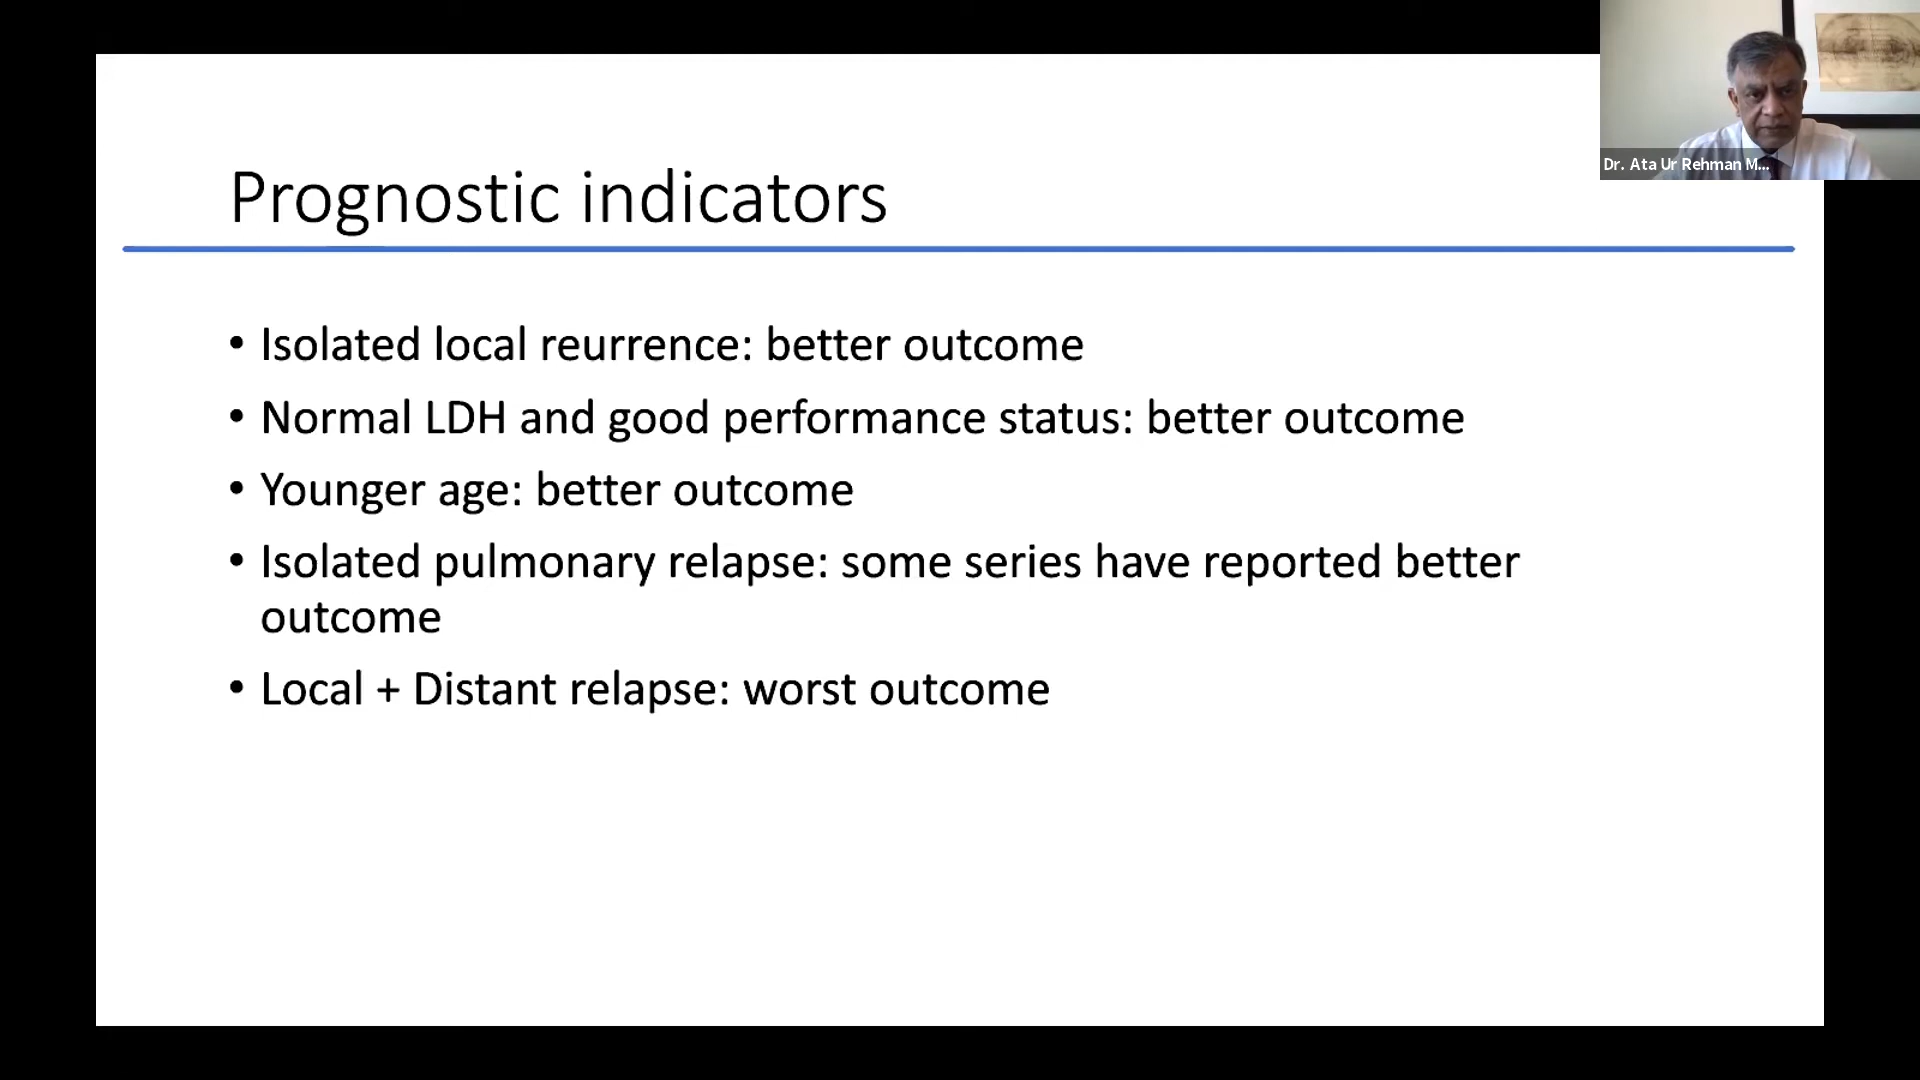 Prognostic indicators
• Isolated local reurrence: better outcome
• Normal LDH and good performance status: better outcome
• Younger age: better outcome
• Isolated pulmonary relapse: some series have reported better
outcome
• Local + Distant relapse: worst outcome
Dr. Ata Ur Rehman M...